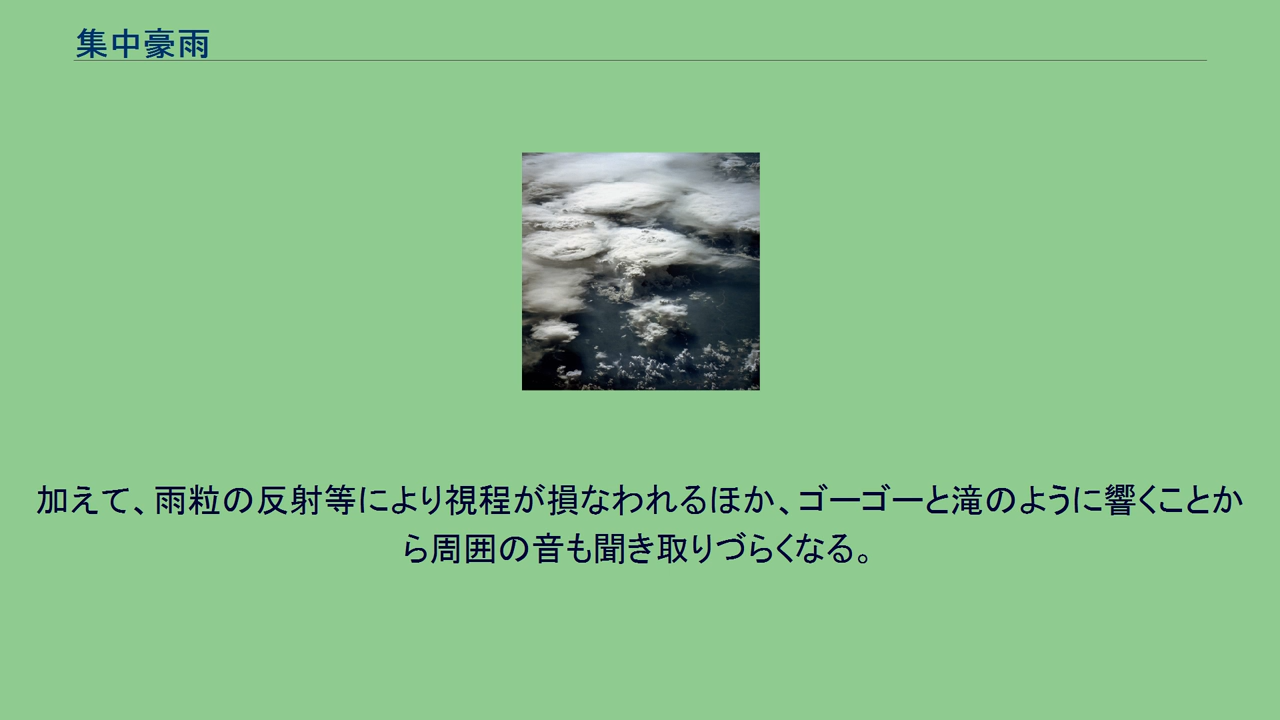 集中豪雨
加えて、雨粒の反射等により視程が損なわれるほか、ゴーゴーと滝のように響くことか
ら周囲の音も聞き取りづらくなる。